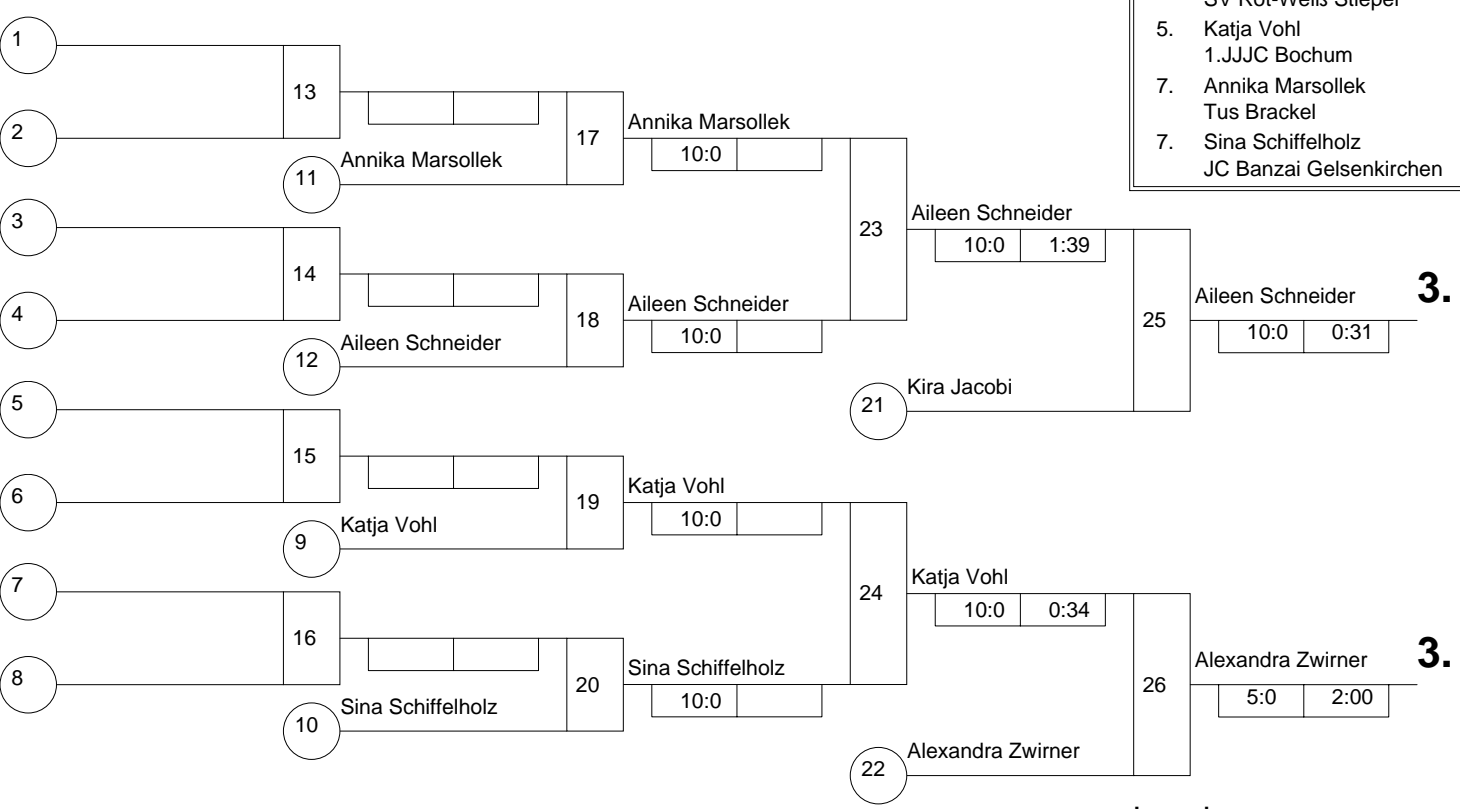 SV Rot-Weiß Stiepel
5. Katja Vohl
1.JJJC Bochum
7. Annika Marsollek
Tus Brackel
7. Sina Schiffelholz
JC Banzai Gelsenkirchen
1
13
2
17
Annika Marsollek
10:0
11
Annika Marsollek
3
23
Aileen Schneider
10:0 1:39
14
4
18
Aileen Schneider
10:0
12
Aileen Schneider
25
Aileen Schneider
3.
10:0 0:31
5
21
Kira Jacobi
15
6
19
Katja Vohl
10:0
9
Katja Vohl
7
24
Katja Vohl
10:0 0:34
16
8
20
Sina Schiffelholz
10:0
10
Sina Schiffelholz
26
Alexandra Zwirner
3.
5:0 2:00
22
Alexandra Zwirner